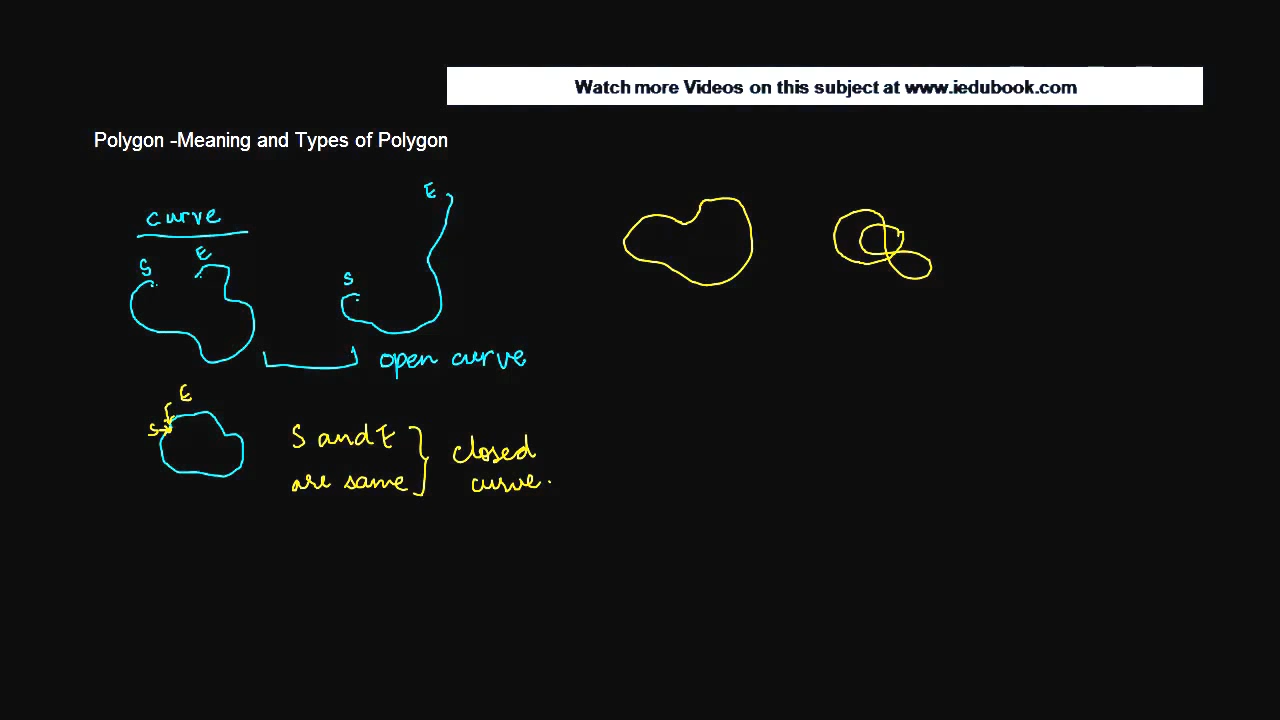 Watch more Videos on this subject at www.iedubook.com
Polygon -Meaning and Types of Polygon
curve
S E
S E
open curve
S E
S and E
are same
closed
curve.